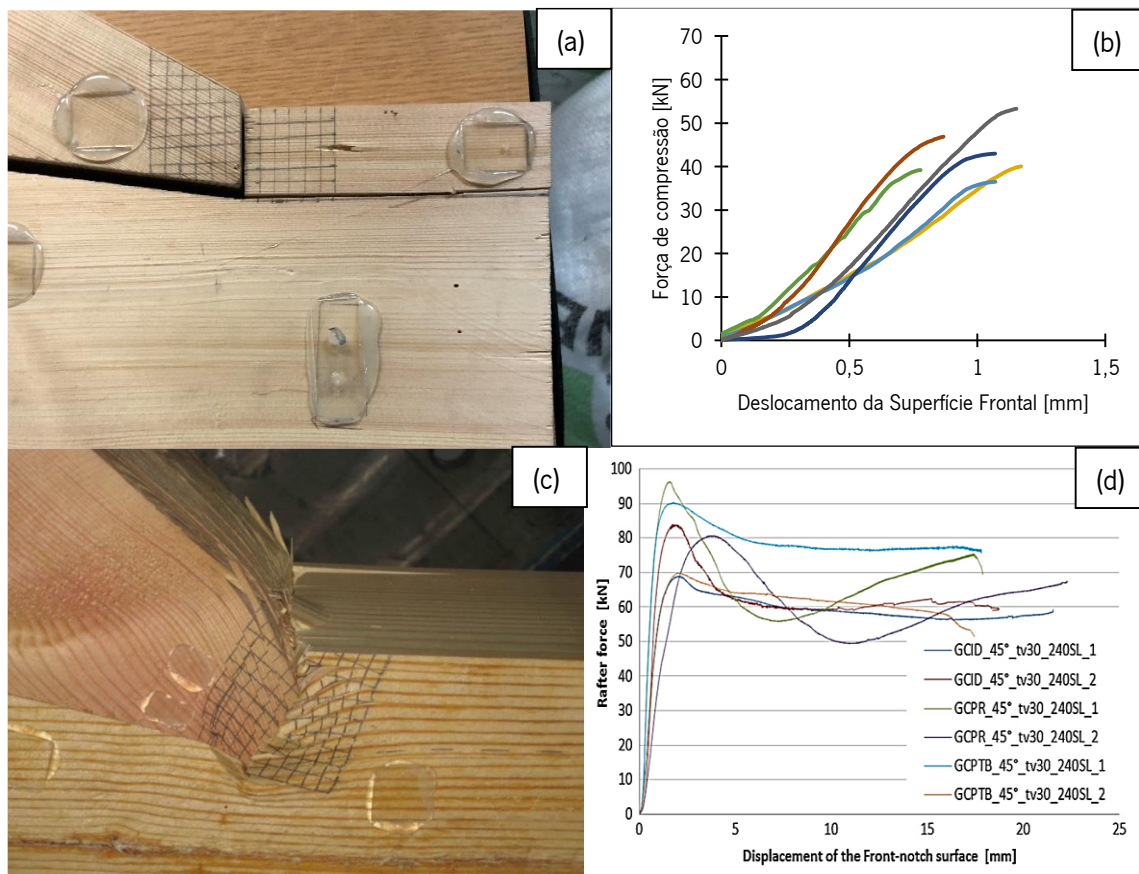 (a)
(b)
Força de compressão [kN]
70
60
50
40
30
20
10
0
0 0,5 1 1,5
Deslocamento da Superfície Frontal [mm]
(c)
(d)
Rafter force [kN]
100
90
80
70
60
50
40
30
20
10
0
GCID_45°_tv30_240SL_1
GCID_45°_tv30_240SL_2
GCPR_45°_tv30_240SL_1
GCPR_45°_tv30_240SL_2
GCPTB_45°_tv30_240SL_1
GCPTB_45°_tv30_240SL_2
0 5 10 15 20 25
Displacement of the Front-notch surface [mm]